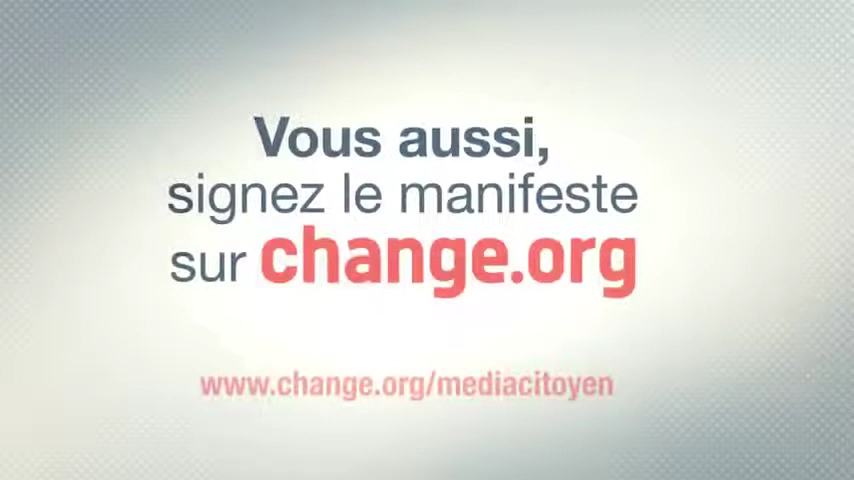 Vous aussi,
signez le manifeste
sur change.org
www.change.org/mediacitoyen